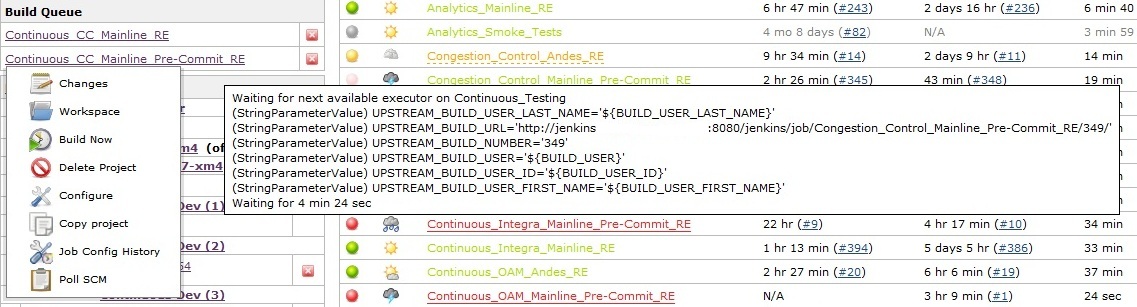 Build Queue
Continuous_CC_Mainline_RE
Continuous_CC_Mainline_Pre-Commit_RE
Changes
Workspace
Build Now
Delete Project
Configure
Copy project
Job Config History
Poll SCM
xm4 (of
7-xm4
Dev (1)
Dev (2)
64
Continuous Dev (3)
Analytics_Mainline_RE 6 hr 47 min (#243) 2 days 16 hr (#236) 6 min 40
Analytics_Smoke_Tests 4 mo 8 days (#82) N/A 3 min 59
Congestion_Control_Andes_RE 9 hr 34 min (#14) 2 days 9 hr (#11) 14 min
Congestion_Control_Mainline_Pre-Commit_RE 2 hr 26 min (#345) 43 min (#348) 19 min
Waiting for next available executor on Continuous_Testing
(StringParameterValue) UPSTREAM_BUILD_USER_LAST_NAME='${BUILD_USER_LAST_NAME}'
(StringParameterValue) UPSTREAM_BUILD_URL='http://jenkins :8080/jenkins/job/Congestion_Control_Mainline_Pre-Commit_RE/349/'
(StringParameterValue) UPSTREAM_BUILD_NUMBER='349'
(StringParameterValue) UPSTREAM_BUILD_USER='${BUILD_USER}'
(StringParameterValue) UPSTREAM_BUILD_USER_ID='${BUILD_USER_ID}'
(StringParameterValue) UPSTREAM_BUILD_USER_FIRST_NAME='${BUILD_USER_FIRST_NAME}'
Waiting for 4 min 24 sec
Continuous_Integra_Mainline_Pre-Commit_RE 22 hr (#9) 4 hr 17 min (#10) 34 min
Continuous_Integra_Mainline_RE 1 hr 13 min (#394) 5 days 5 hr (#386) 33 min
Continuous_OAM_Andes_RE 2 hr 27 min (#20) 6 hr 6 min (#19) 37 min
Continuous_OAM_Mainline_Pre-Commit_RE N/A 3 hr 9 min (#1) 24 sec